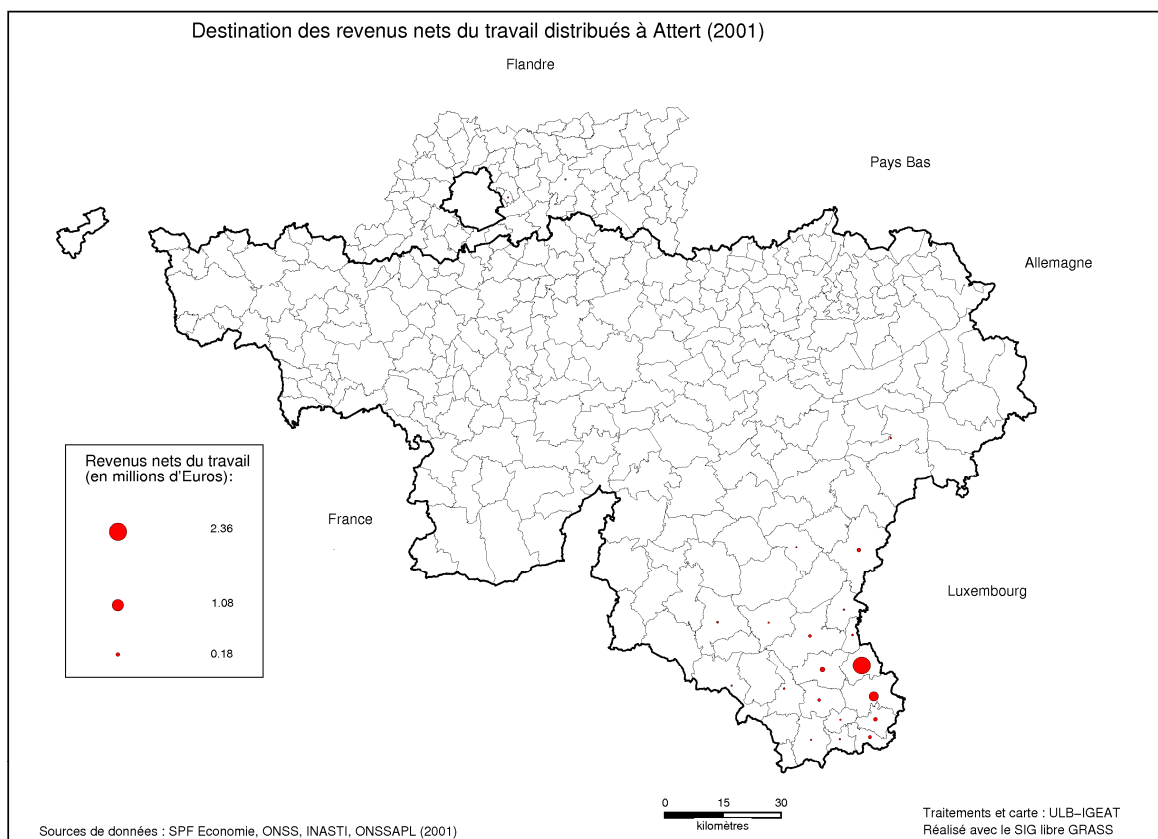 Destination des revenus nets du travail distribués à Attert (2001)
Flandre
Pays Bas
Allemagne
Revenus nets du travail
(en millions d'Euros):
2.36
1.08
0.18
France
Luxembourg
0 15 30
kilomètres
Sources de données : SPF Economie, ONSS, INASTI, ONSSAPL (2001)
Traitements et carte : ULB-IGEAT
Réalisé avec le SIG libre GRASS